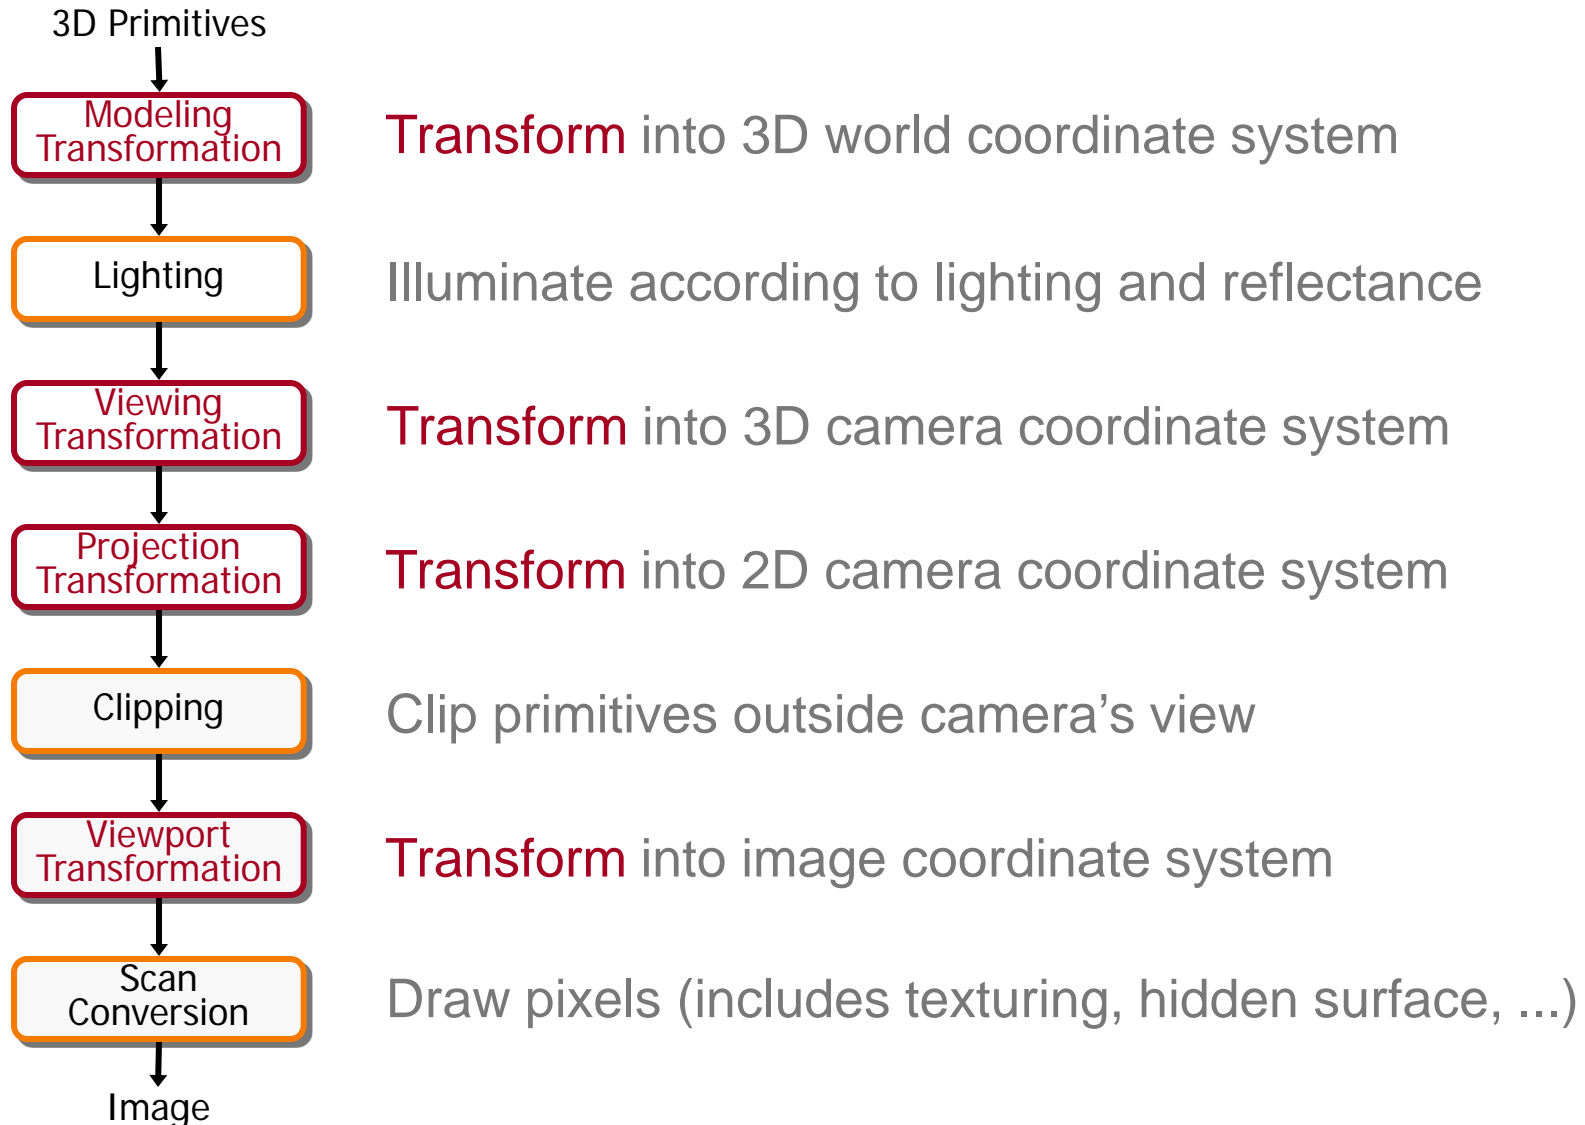 3D Primitives
Modeling
Transformation
Transform into 3D world coordinate system
Lighting
Illuminate according to lighting and reflectance
Viewing
Transformation
Transform into 3D camera coordinate system
Projection
Transformation
Transform into 2D camera coordinate system
Clipping
Clip primitives outside camera’s view
Viewport
Transformation
Transform into image coordinate system
Scan
Conversion
Draw pixels (includes texturing, hidden surface, ...)
Image